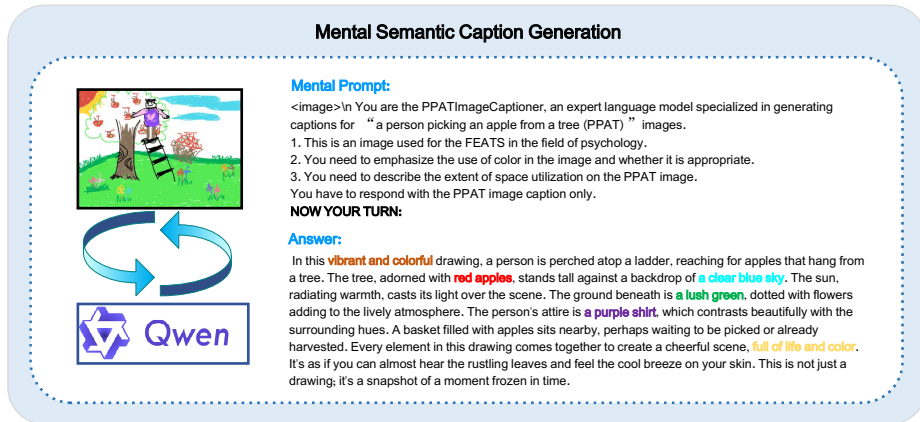 Mental Semantic Caption Generation
Mental Prompt:
<image>\n You are the PPATImageCaptioner, an expert language model specialized in generating
captions for “a person picking an apple from a tree (PPAT) ” images.
1. This is an image used for the FEATS in the field of psychology.
2. You need to emphasize the use of color in the image and whether it is appropriate.
3. You need to describe the extent of space utilization on the PPAT image.
You have to respond with the PPAT image caption only.
NOW YOUR TURN:
Answer:
In this vibrant and colorful drawing, a person is perched atop a ladder, reaching for apples that hang from
a tree. The tree, adorned with red apples, stands tall against a backdrop of a clear blue sky. The sun,
radiating warmth, casts its light over the scene. The ground beneath is a lush green, dotted with flowers
adding to the lively atmosphere. The person's attire is a purple shirt, which contrasts beautifully with the
surrounding hues. A basket filled with apples sits nearby, perhaps waiting to be picked or already
harvested. Every element in this drawing comes together to create a cheerful scene, full of life and color.
It's as if you can almost hear the rustling leaves and feel the cool breeze on your skin. This is not just a
drawing; it's a snapshot of a moment frozen in time.
Qwen